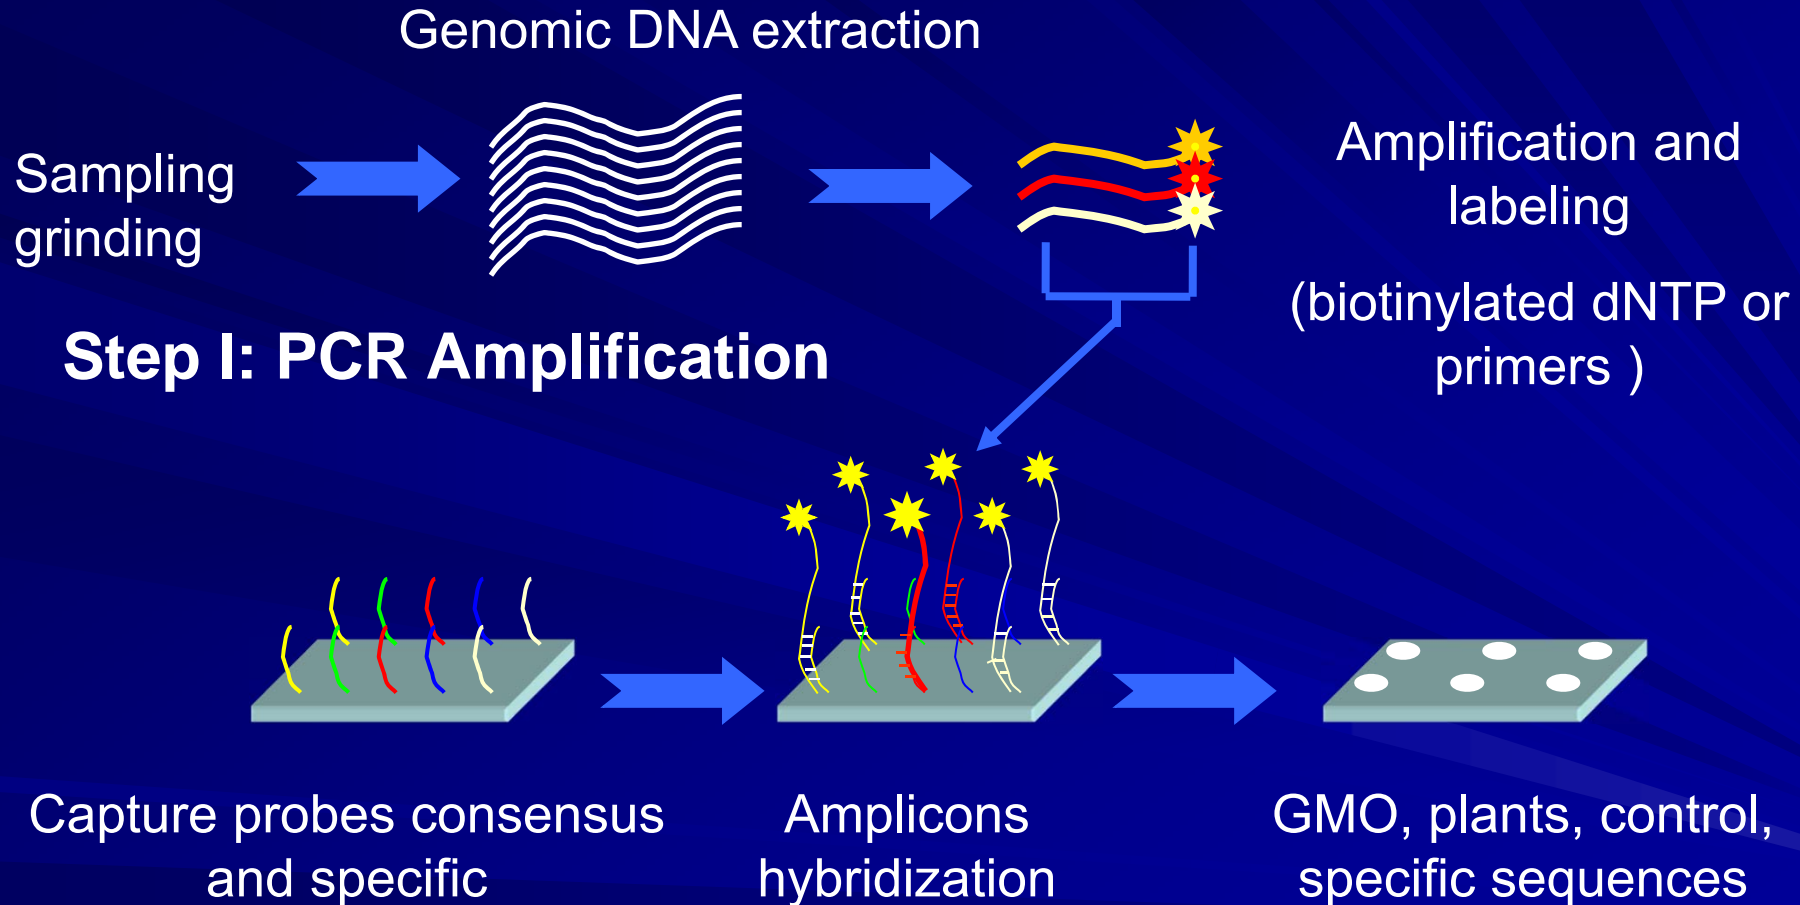 Genomic DNA extraction
Sampling
grinding
Amplification and
labeling
(biotinylated dNTP or
primers )
Step I: PCR Amplification
Capture probes consensus
and specific
Amplicons
hybridization
GMO, plants, control,
specific sequences